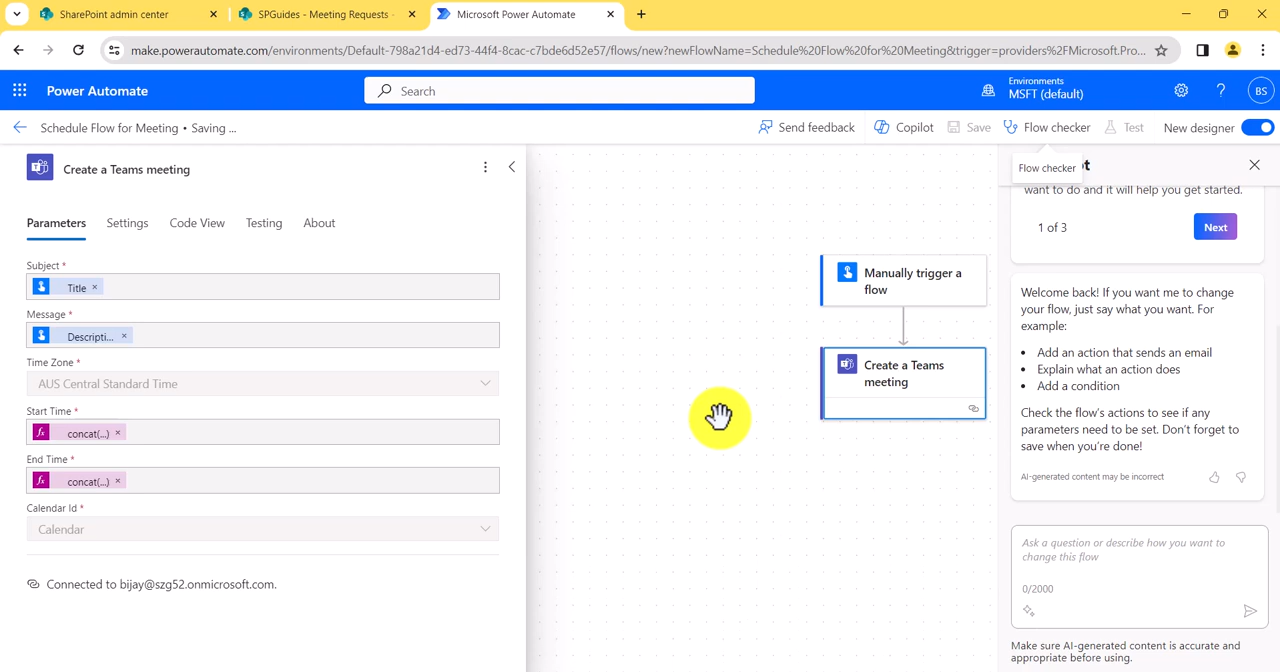 SharePoint admin center
SPGuides - Meeting Requests -
Microsoft Power Automate
make.powerautomate.com/environments/Default-798a21d4-ed73-44f4-8cac-c7bde6d52e57/flows/new?newFlowName=Schedule%20Flow%20for%20Meeting&trigger=providers%2FMicrosoft.Pro...
Power Automate
Search
Environments
MSFT (default)
?
BS
Schedule Flow for Meeting • Saving ...
Send feedback
Copilot
Save
Flow checker
Test
New designer
Create a Teams meeting
Parameters
Settings
Code View
Testing
About
Subject *
Title ×
Message *
Descripti... ×
Time Zone *
AUS Central Standard Time
Start Time *
fx concat(...) ×
End Time *
fx concat(...) ×
Calendar Id *
Calendar
Connected to bijay@szg52.onmicrosoft.com.
Manually trigger a
flow
Create a Teams
meeting
Flow checker
want to do and it will help you get started.
1 of 3
Next
Welcome back! If you want me to change
your flow, just say what you want. For
example:
• Add an action that sends an email
• Explain what an action does
• Add a condition
Check the flow's actions to see if any
parameters need to be set. Don't forget to
save when you're done!
AI-generated content may be incorrect
Ask a question or describe how you want to
change this flow
0/2000
Make sure AI-generated content is accurate and
appropriate before using.